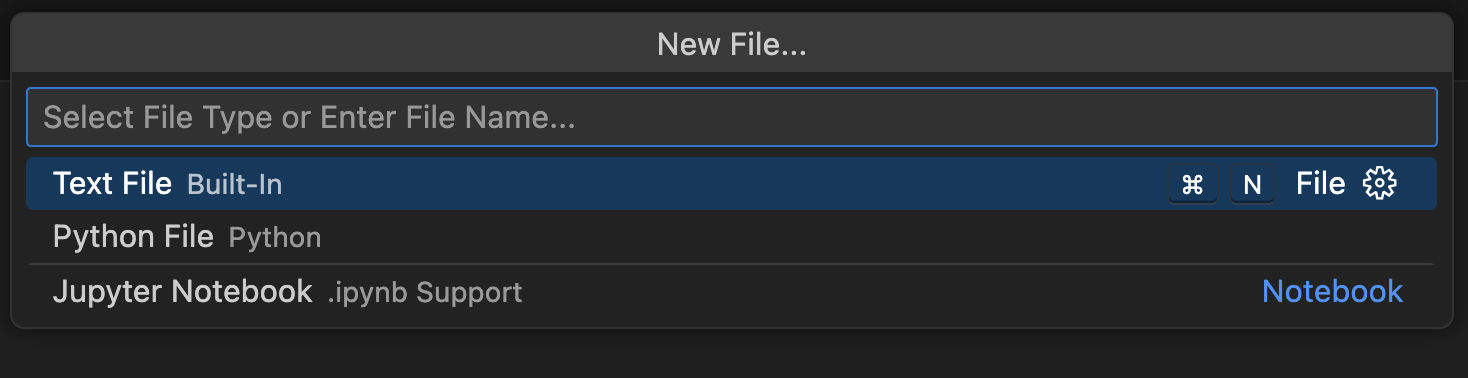 New File...
Select File Type or Enter File Name...
Text File Built-In ⌘ N File
Python File Python
Jupyter Notebook .ipynb Support Notebook